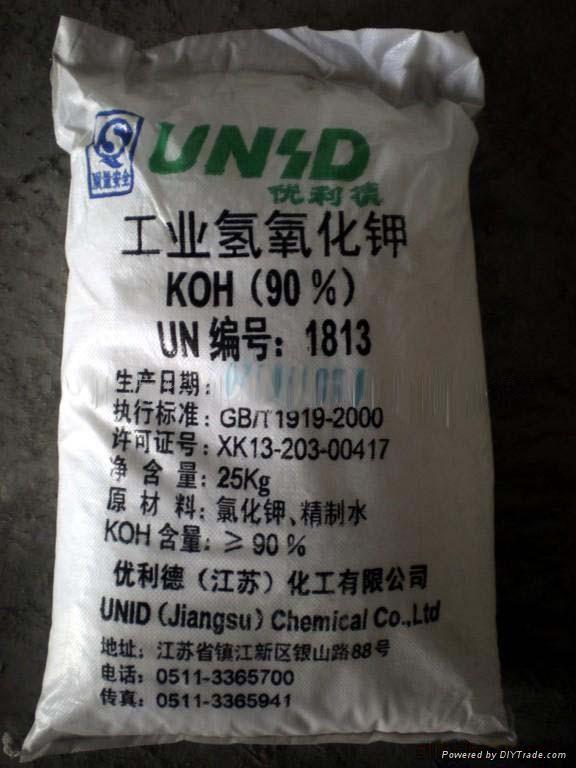 质量安全
UNID
优利德
工业氢氧化钾
KOH（90％）
UN 编号：1813
生产日期：
执行标准：GB/T1919-2000
许可证号：XK13-203-00417
净 含 量：25Kg
原 材 料：氯化钾、精制水
KOH 含量：≥ 90％
优利德（江苏）化工有限公司
UNID（Jiangsu）Chemical Co.,Ltd
地址：江苏省镇江新区银山路88号
电话：0511-3365700
传真：0511-3365941
Powered by DIYTrade.com